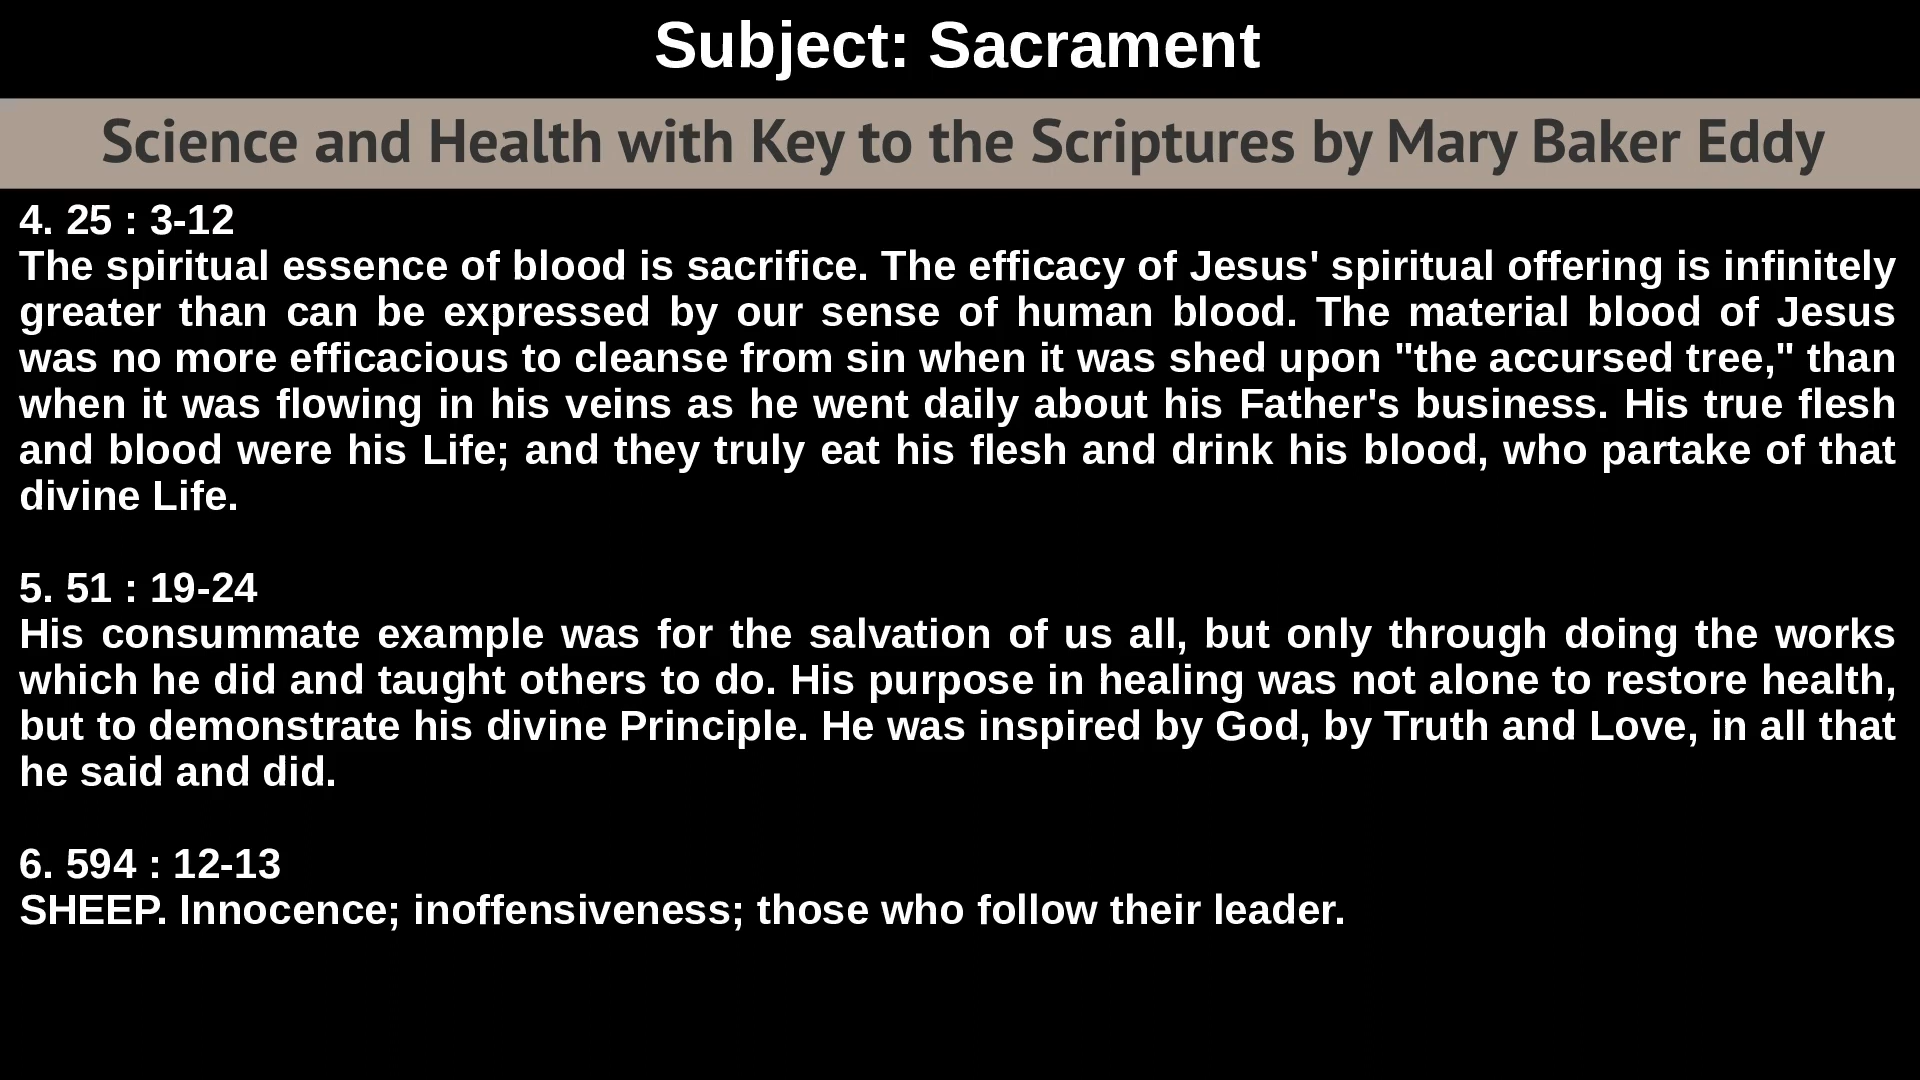 Subject: Sacrament
Science and Health with Key to the Scriptures by Mary Baker Eddy
4. 25 : 3-12
The spiritual essence of blood is sacrifice. The efficacy of Jesus' spiritual offering is infinitely
greater than can be expressed by our sense of human blood. The material blood of Jesus
was no more efficacious to cleanse from sin when it was shed upon "the accursed tree," than
when it was flowing in his veins as he went daily about his Father's business. His true flesh
and blood were his Life; and they truly eat his flesh and drink his blood, who partake of that
divine Life.
5. 51 : 19-24
His consummate example was for the salvation of us all, but only through doing the works
which he did and taught others to do. His purpose in healing was not alone to restore health,
but to demonstrate his divine Principle. He was inspired by God, by Truth and Love, in all that
he said and did.
6. 594 : 12-13
SHEEP. Innocence; inoffensiveness; those who follow their leader.